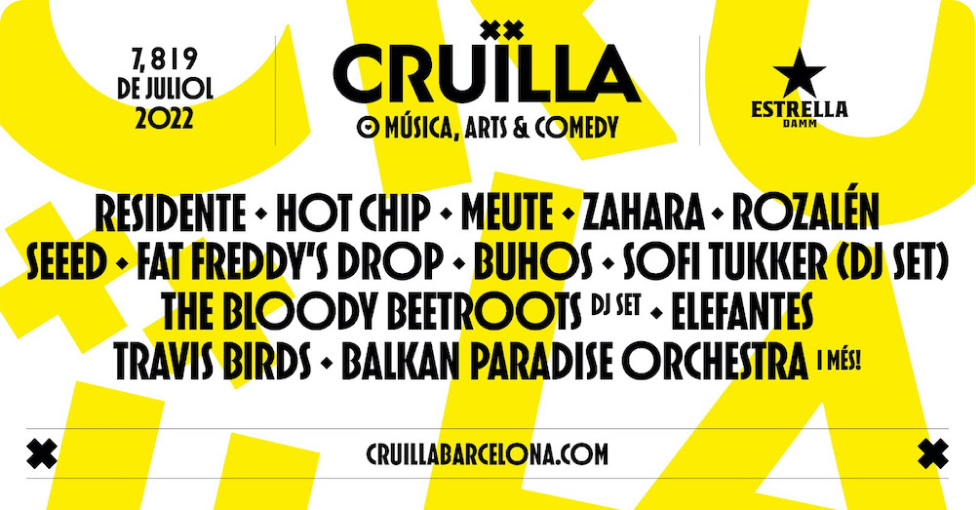 7, 8 I 9
DE JULIOL
2022
CRUÏLLA
MÚSICA, ARTS & COMEDY
ESTRELLA
DAMM
RESIDENTE • HOT CHIP • MEUTE • ZAHARA • ROZALÉN
SEEED • FAT FREDDY'S DROP • BUHOS • SOFI TUKKER (DJ SET)
THE BLOODY BEETROOTS DJ SET • ELEFANTES
TRAVIS BIRDS • BALKAN PARADISE ORCHESTRA I MÉS!
CRUILLABARCELONA.COM